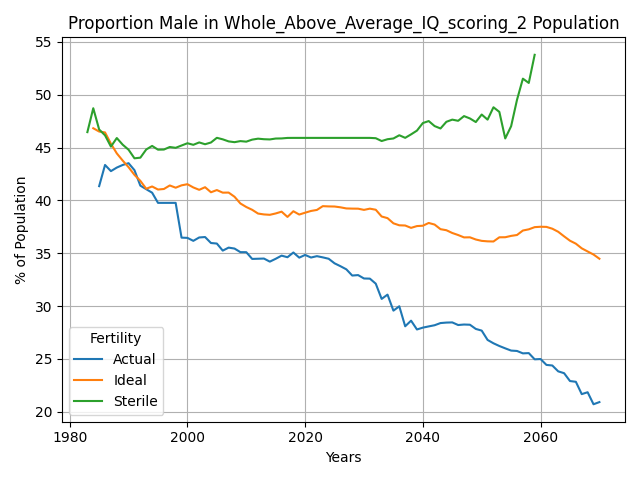 Proportion Male in Whole_Above_Average_IQ_scoring_2 Population
% of Population
55
50
45
40
35
30
25
20
Fertility
Actual
Ideal
Sterile
1980
2000
2020
2040
2060
Years